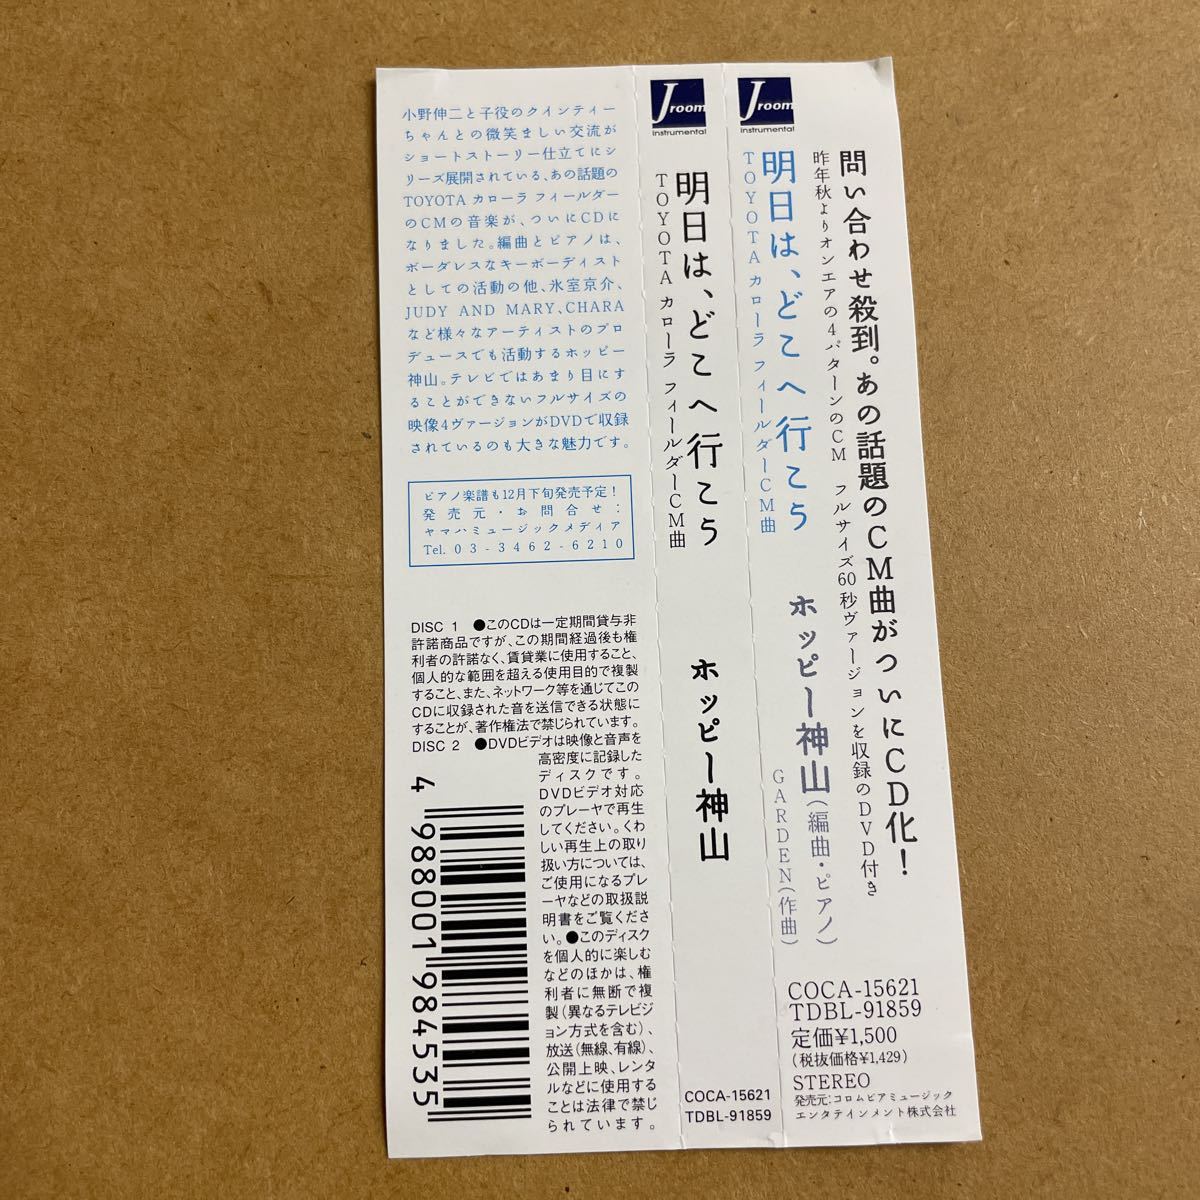 J room
instrumental
問い合わせ殺到。あの話題のCM曲がついにCD化!
昨年秋よりオンエアの4パターンのCM フルサイズ60秒ヴァージョンを収録のDVD付き
明日は、どこへ行こう
TOYOTA カローラ フィールダーCM曲
ホッピー神山(編曲・ピアノ)
GARDEN(作曲)
COCA-15621
TDBL-91859
定価¥1,500
(税抜価格¥1,429)
STEREO
発売元:コロムビアミュージック
エンタテインメント株式会社
J room
instrumental
明日は、どこへ行こう
TOYOTA カローラ フィールダーCM曲
ホッピー神山
COCA-15621
TDBL-91859
小野伸二と子役のクインティー
ちゃんとの微笑ましい交流が
ショートストーリー仕立てにシ
リーズ展開されている、あの話題の
TOYOTA カローラ フィールダー
のCMの音楽が、ついにCDに
なりました。編曲とピアノは、
ボーダレスなキーボーディスト
としての活動の他、氷室京介、
JUDY AND MARY、CHARA
など様々なアーティストのプロ
デュースでも活動するホッピー
神山。テレビではあまり目にす
ることができないフルサイズの
映像4ヴァージョンがDVDで収録
されているのも大きな魅力です。
ピアノ楽譜も12月下旬発売予定!
発売元・お問合せ:
ヤマハミュージックメディア
Tel. 03-3462-6210
DISC 1 ●このCDは一定期間貸与非
許諾商品ですが、この期間経過後も権
利者の許諾なく、賃貸業に使用すること、
個人的な範囲を超える使用目的で複製
すること、また、ネットワーク等を通じてこの
CDに収録された音を送信できる状態に
することが、著作権法で禁じられています。
DISC 2 ●DVDビデオは映像と音声を
高密度に記録した
ディスクです。
DVDビデオ対応
のプレーヤで再生
してください。くわ
しい再生上の取り
扱い方については、
ご使用になるプレ
ーヤなどの取扱説
明書をご覧くださ
い。●このディスク
を個人的に楽しむ
などのほかは、権
利者に無断で複
製(異なるテレビジ
ョン方式を含む)、
放送(無線、有線)、
公開上映、レンタ
ルなどに使用する
ことは法律で禁じ
られています。
4 988001 984535